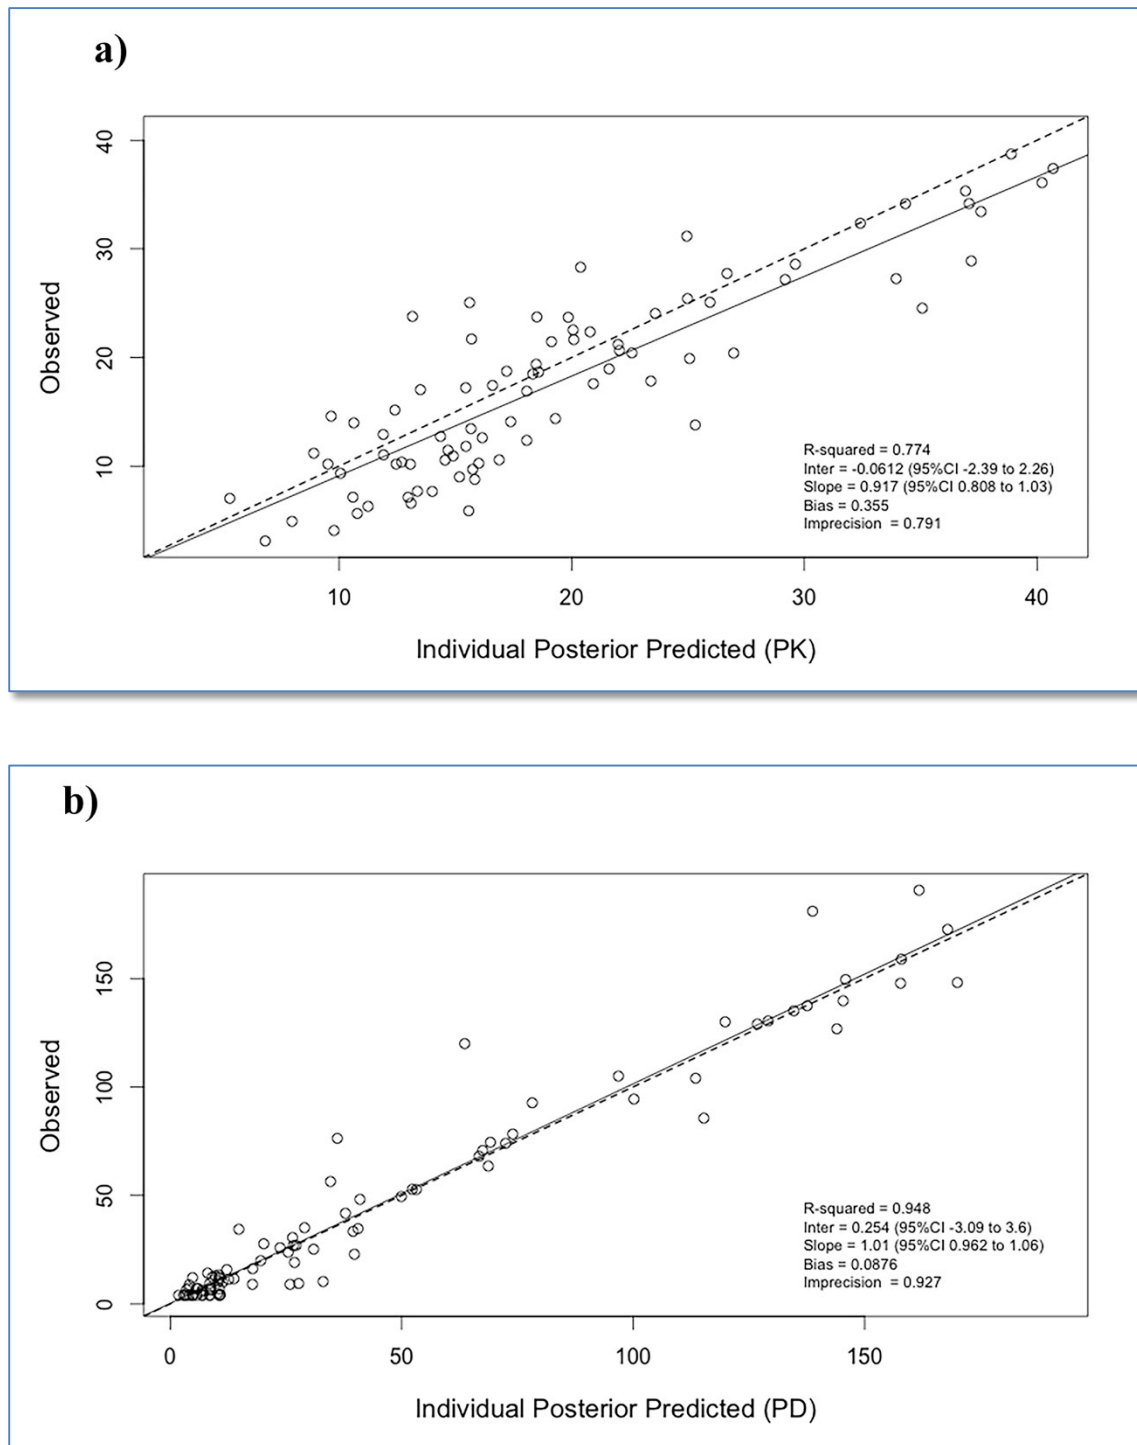 a)
40
30
20
10
Observed
R-squared = 0.774
Inter = -0.0612 (95%CI -2.39 to 2.26)
Slope = 0.917 (95%CI 0.808 to 1.03)
Bias = 0.355
Imprecision = 0.791
10 20 30 40
Individual Posterior Predicted (PK)
b)
150
100
50
0
Observed
R-squared = 0.948
Inter = 0.254 (95%CI -3.09 to 3.6)
Slope = 1.01 (95%CI 0.962 to 1.06)
Bias = 0.0876
Imprecision = 0.927
0 50 100 150
Individual Posterior Predicted (PD)